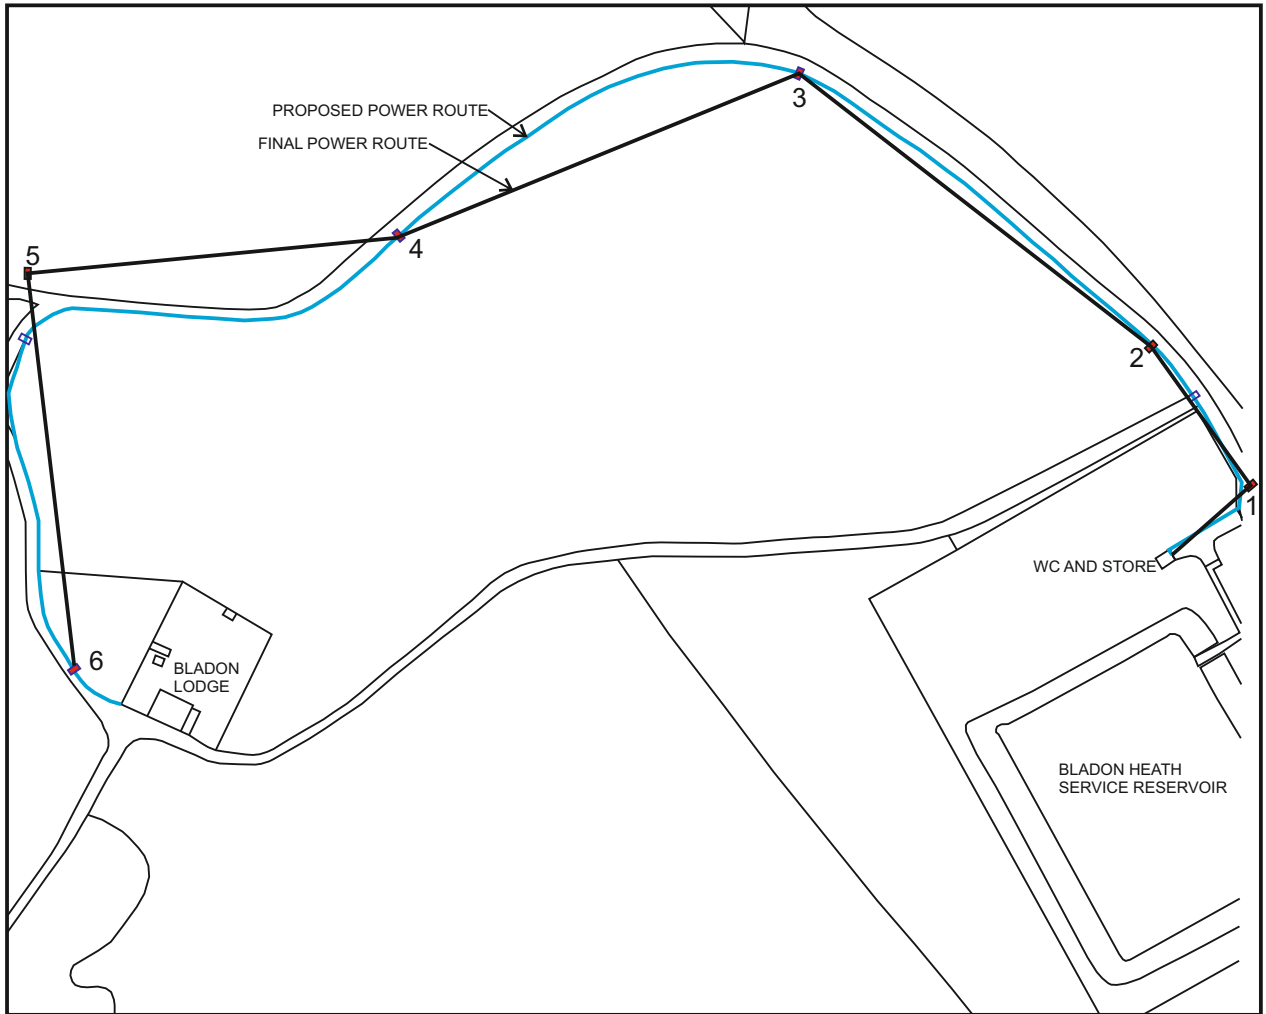 3
PROPOSED POWER ROUTE
FINAL POWER ROUTE
5
4
2
1
WC AND STORE
6
BLADON
LODGE
BLADON HEATH
SERVICE RESERVOIR